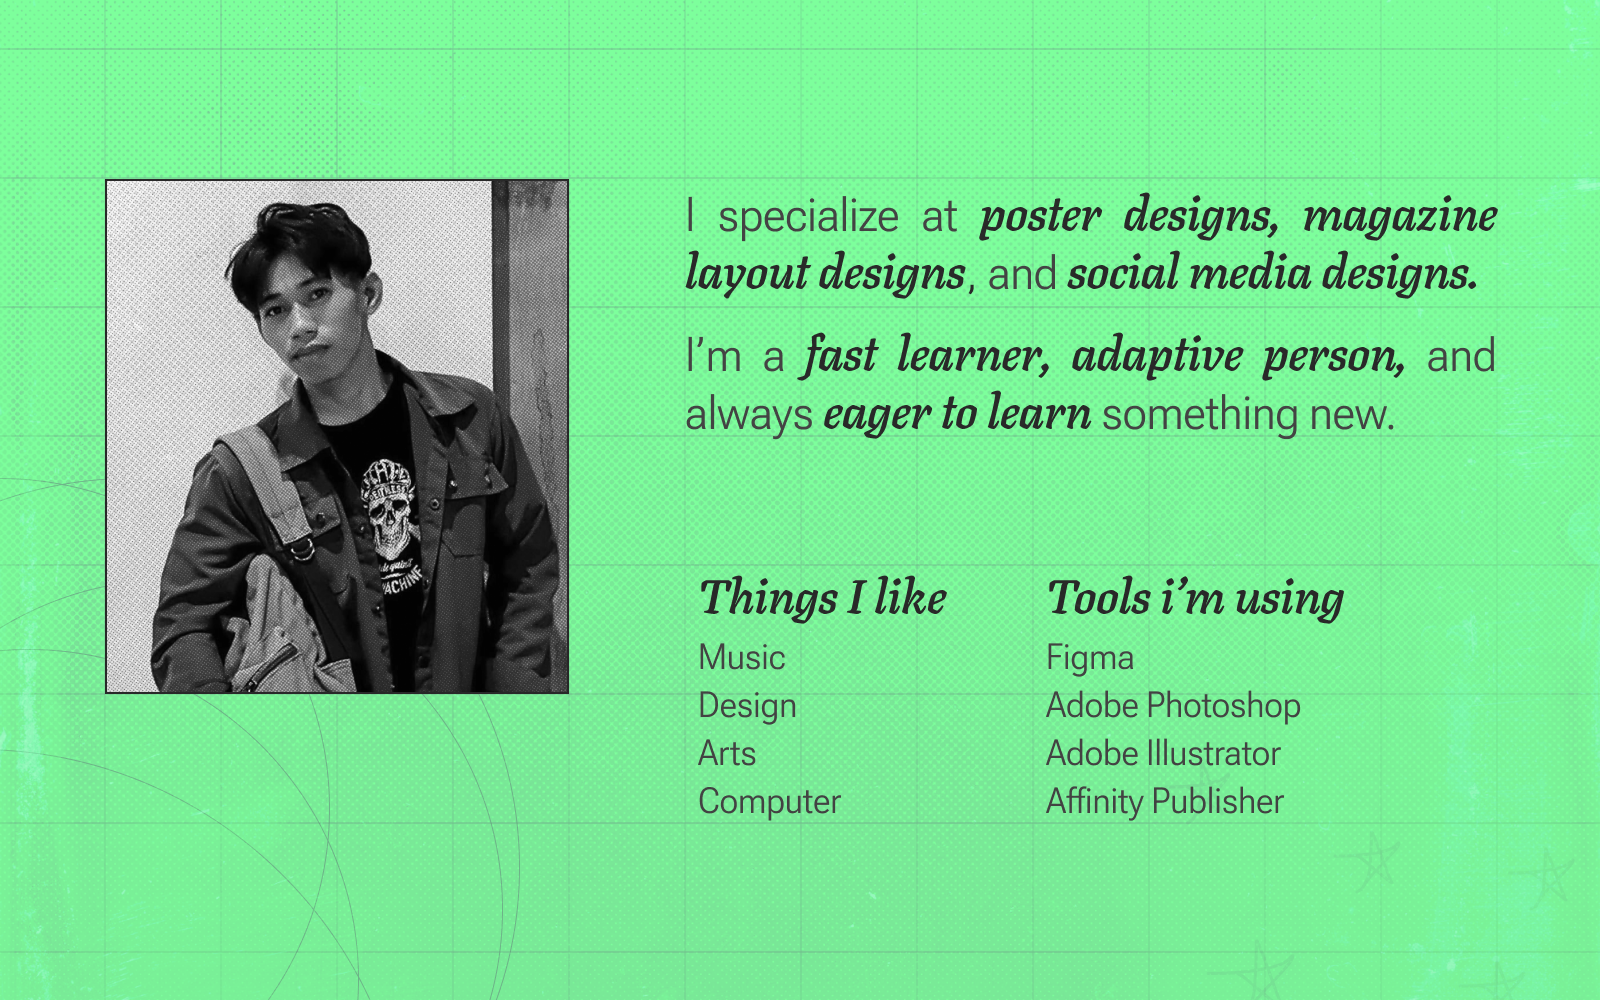 I specialize at poster designs, magazine
layout designs, and social media designs.
I’m a fast learner, adaptive person, and
always eager to learn something new.
Things I like
Music
Design
Arts
Computer
Tools i’m using
Figma
Adobe Photoshop
Adobe Illustrator
Affinity Publisher
MACHINE